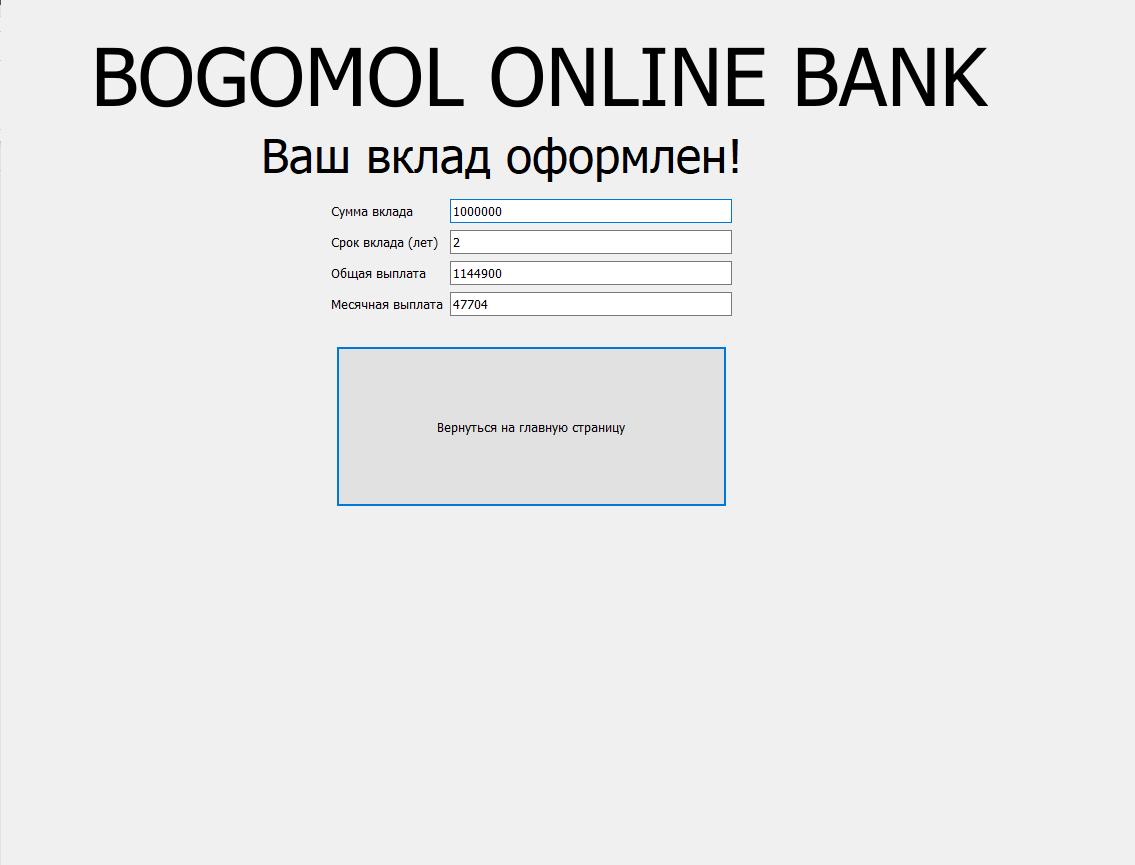 BOGOMOL ONLINE BANK
Ваш вклад оформлен!
Сумма вклада 1000000
Срок вклада (лет) 2
Общая выплата 1144900
Месячная выплата 47704
Вернуться на главную страницу